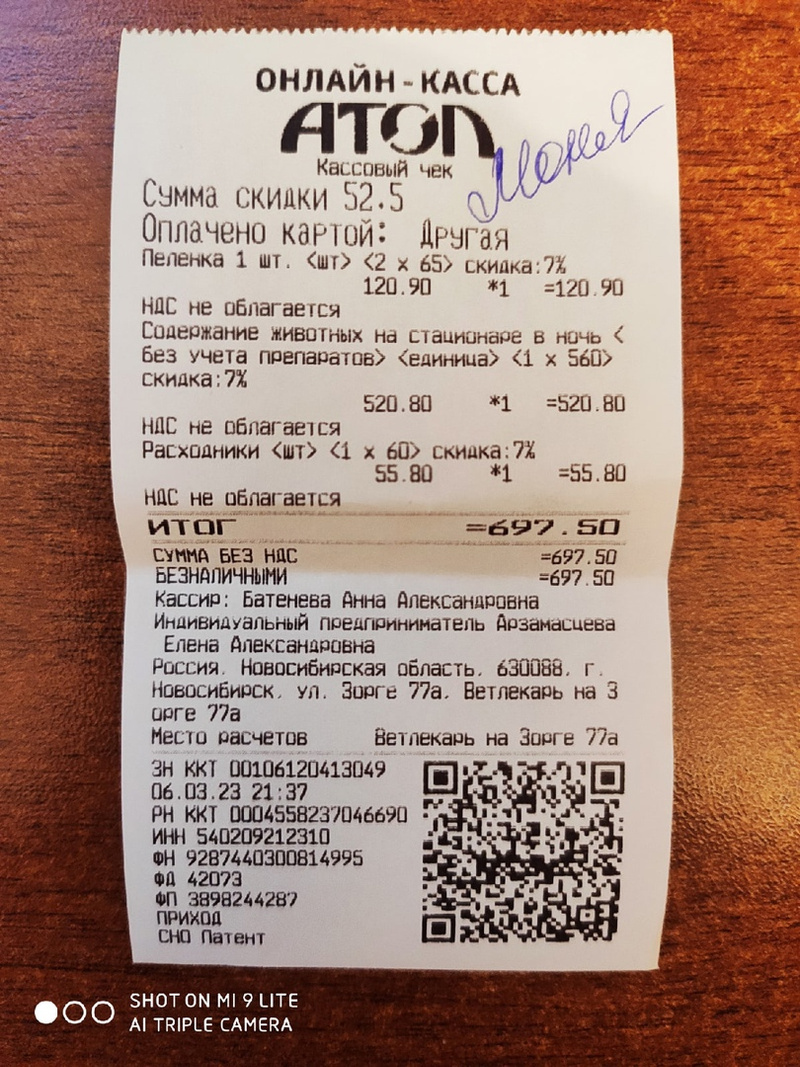 ОНЛАЙН-КАССА
АТОЛ
Кассовый чек
Сумма скидки 52.5
Оплачено картой: Другая
Пеленка 1 шт. <шт> <2 x 65> скидка:7%
120.90 *1 =120.90
НДС не облагается
Содержание животных на стационаре в ночь <
без учета препаратов> <единица> <1 x 560>
скидка:7%
520.80 *1 =520.80
НДС не облагается
Расходники <шт> <1 x 60> скидка:7%
55.80 *1 =55.80
НДС не облагается
ИТОГ =697.50
СУММА БЕЗ НДС =697.50
БЕЗНАЛИЧНЫМИ =697.50
Кассир: Батенева Анна Александровна
Индивидуальный предприниматель Арзамасцева
Елена Александровна
Россия, Новосибирская область, 630088, г.
Новосибирск, ул. Зорге 77а, Ветлекарь на З
орге 77а
Место расчетов Ветлекарь на Зорге 77а
ЗН ККТ 00106120413049
06.03.23 21:37
РН ККТ 0004558237046690
ИНН 540209212310
ФН 9287440300814995
ФД 42073
ФП 3898244287
ПРИХОД
СНО Патент
SHOT ON MI 9 LITE
AI TRIPLE CAMERA